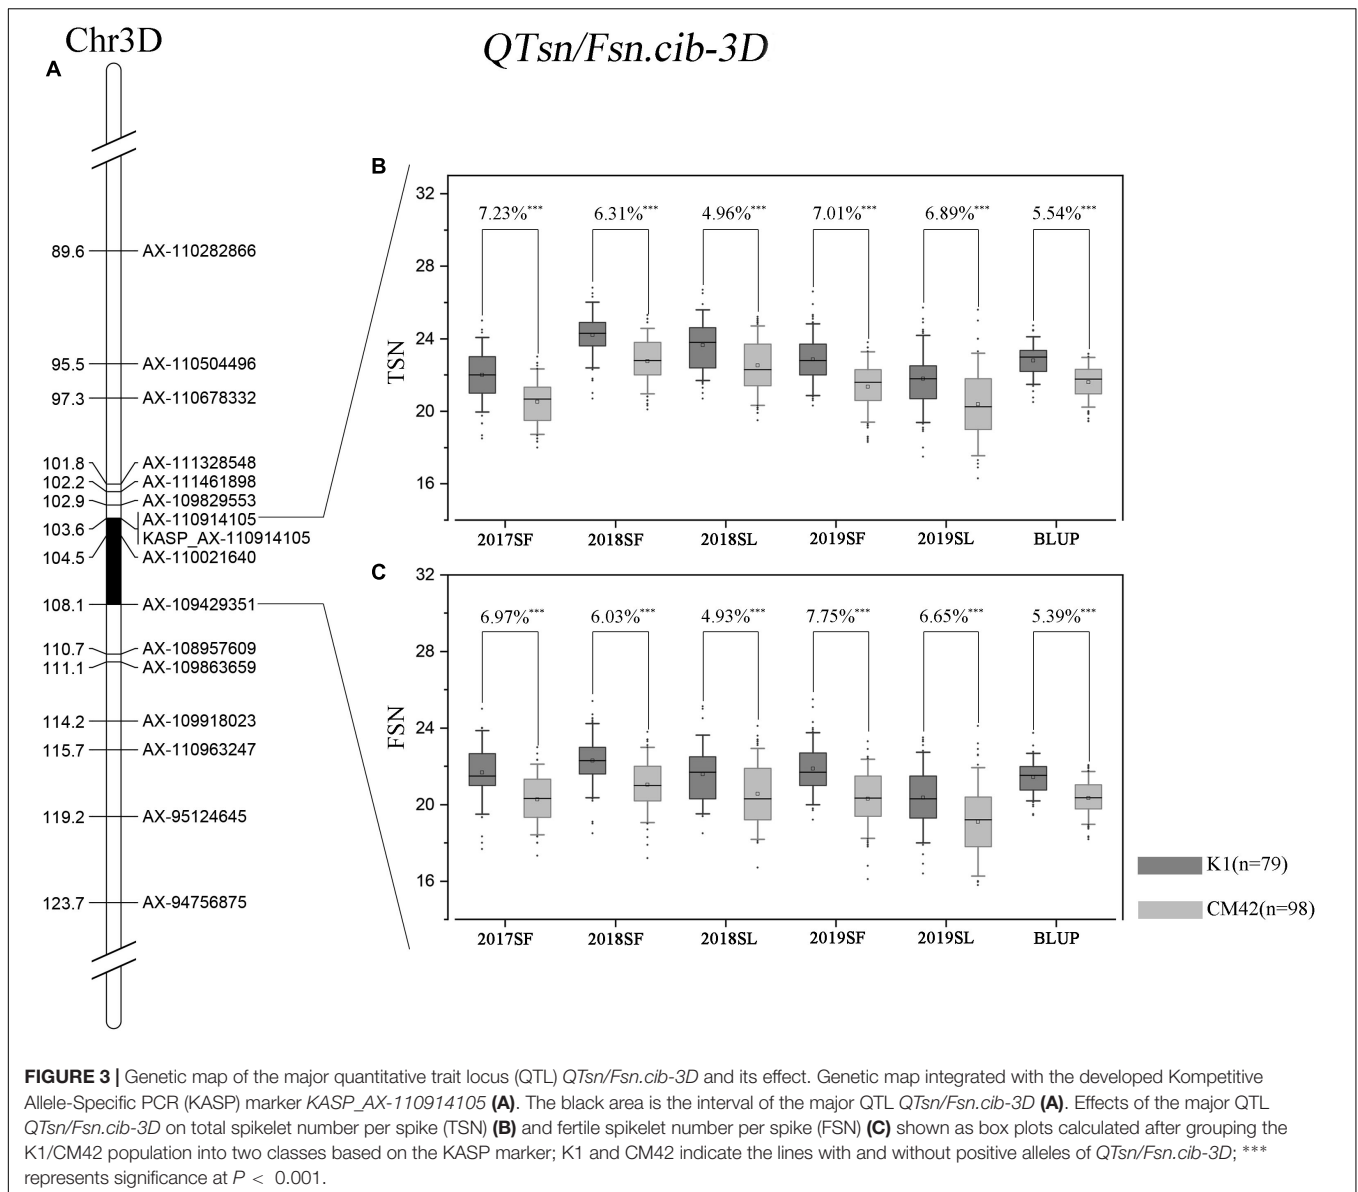 Chr3D
QTsn/Fsn.cib-3D
A
89.6 AX-110282866
95.5 AX-110504496
97.3 AX-110678332
101.8 AX-111328548
102.2 AX-111461898
102.9 AX-109829553
AX-110914105
103.6
KASP_AX-110914105
104.5 AX-110021640
108.1 AX-109429351
110.7 AX-108957609
111.1 AX-109863659
114.2 AX-109918023
115.7 AX-110963247
119.2 AX-95124645
123.7 AX-94756875
B
32
7.23%*** 6.31%*** 4.96%*** 7.01%*** 6.89%*** 5.54%***
28
24
TSN
20
16
2017SF 2018SF 2018SL 2019SF 2019SL BLUP
C
32
6.97%*** 6.03%*** 4.93%*** 7.75%*** 6.65%*** 5.39%***
28
24
FSN
20
16
2017SF 2018SF 2018SL 2019SF 2019SL BLUP
K1(n=79)
CM42(n=98)
FIGURE 3 | Genetic map of the major quantitative trait locus (QTL) QTsn/Fsn.cib-3D and its effect. Genetic map integrated with the developed Kompetitive
Allele-Specific PCR (KASP) marker KASP_AX-110914105 (A). The black area is the interval of the major QTL QTsn/Fsn.cib-3D (A). Effects of the major QTL
QTsn/Fsn.cib-3D on total spikelet number per spike (TSN) (B) and fertile spikelet number per spike (FSN) (C) shown as box plots calculated after grouping the
K1/CM42 population into two classes based on the KASP marker; K1 and CM42 indicate the lines with and without positive alleles of QTsn/Fsn.cib-3D; ***
represents significance at P < 0.001.